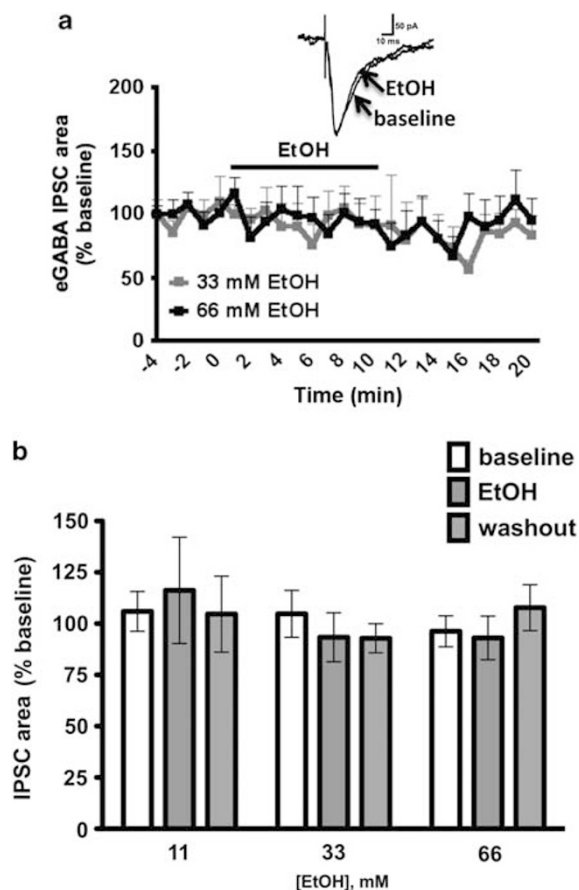 a
50 pA
10 ms
EtOH
baseline
EtOH
200
150
100
50
0
eGABA IPSC area
(% baseline)
33 mM EtOH
66 mM EtOH
-4 -2 0 2 4 6 8 10 12 14 16 18 20
Time (min)
b
baseline
EtOH
washout
150
125
100
75
50
25
0
IPSC area (% baseline)
11 33 66
[EtOH], mM